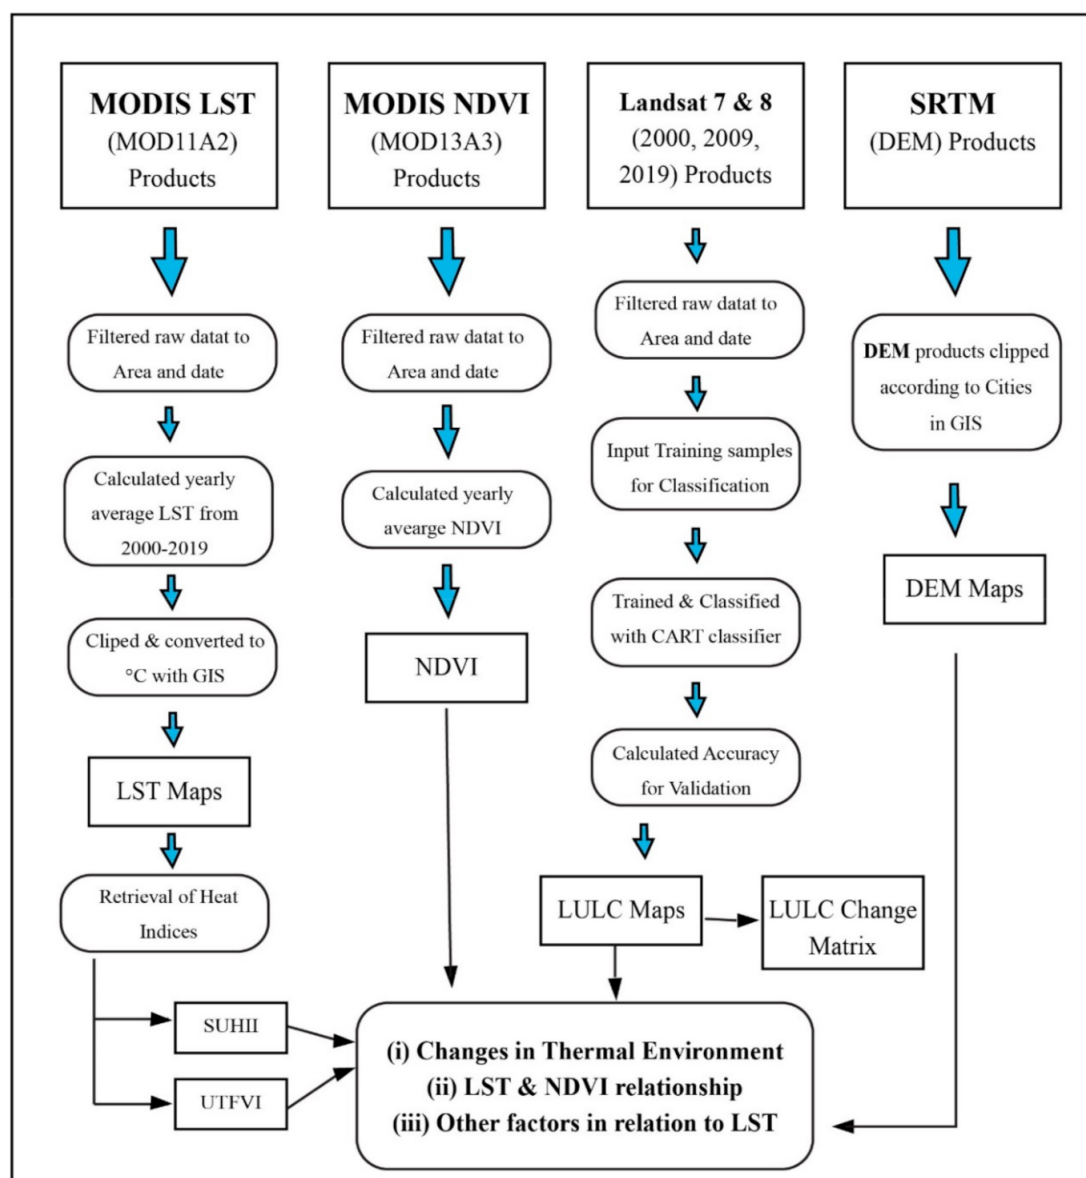 MODIS LST
(MOD11A2)
Products
MODIS NDVI
(MOD13A3)
Products
Landsat 7 & 8
(2000, 2009,
2019) Products
SRTM
(DEM) Products
Filtered raw datat to
Area and date
Calculated yearly
average LST from
2000-2019
Cliped & converted to
°C with GIS
LST Maps
Retrieval of Heat
Indices
SUHII
UTFVI
Filtered raw datat to
Area and date
Calculated yearly
avearge NDVI
NDVI
Filtered raw datat to
Area and date
Input Training samples
for Classification
Trained & Classified
with CART classifier
Calculated Accuracy
for Validation
LULC Maps
LULC Change
Matrix
DEM products clipped
according to Cities
in GIS
DEM Maps
(i) Changes in Thermal Environment
(ii) LST & NDVI relationship
(iii) Other factors in relation to LST